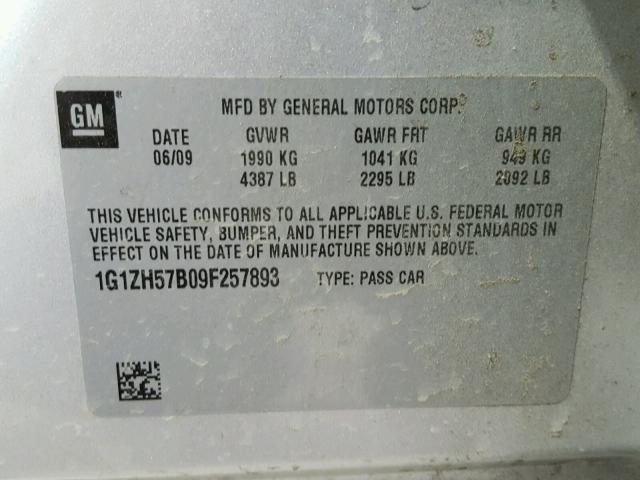 GM®
MFD BY GENERAL MOTORS CORP.
DATE GVWR GAWR FRT GAWR RR
06/09 1990 KG 1041 KG 949 KG
4387 LB 2295 LB 2092 LB
THIS VEHICLE CONFORMS TO ALL APPLICABLE U.S. FEDERAL MOTOR
VEHICLE SAFETY, BUMPER, AND THEFT PREVENTION STANDARDS IN
EFFECT ON THE DATE OF MANUFACTURE SHOWN ABOVE.
1G1ZH57B09F257893 TYPE: PASS CAR